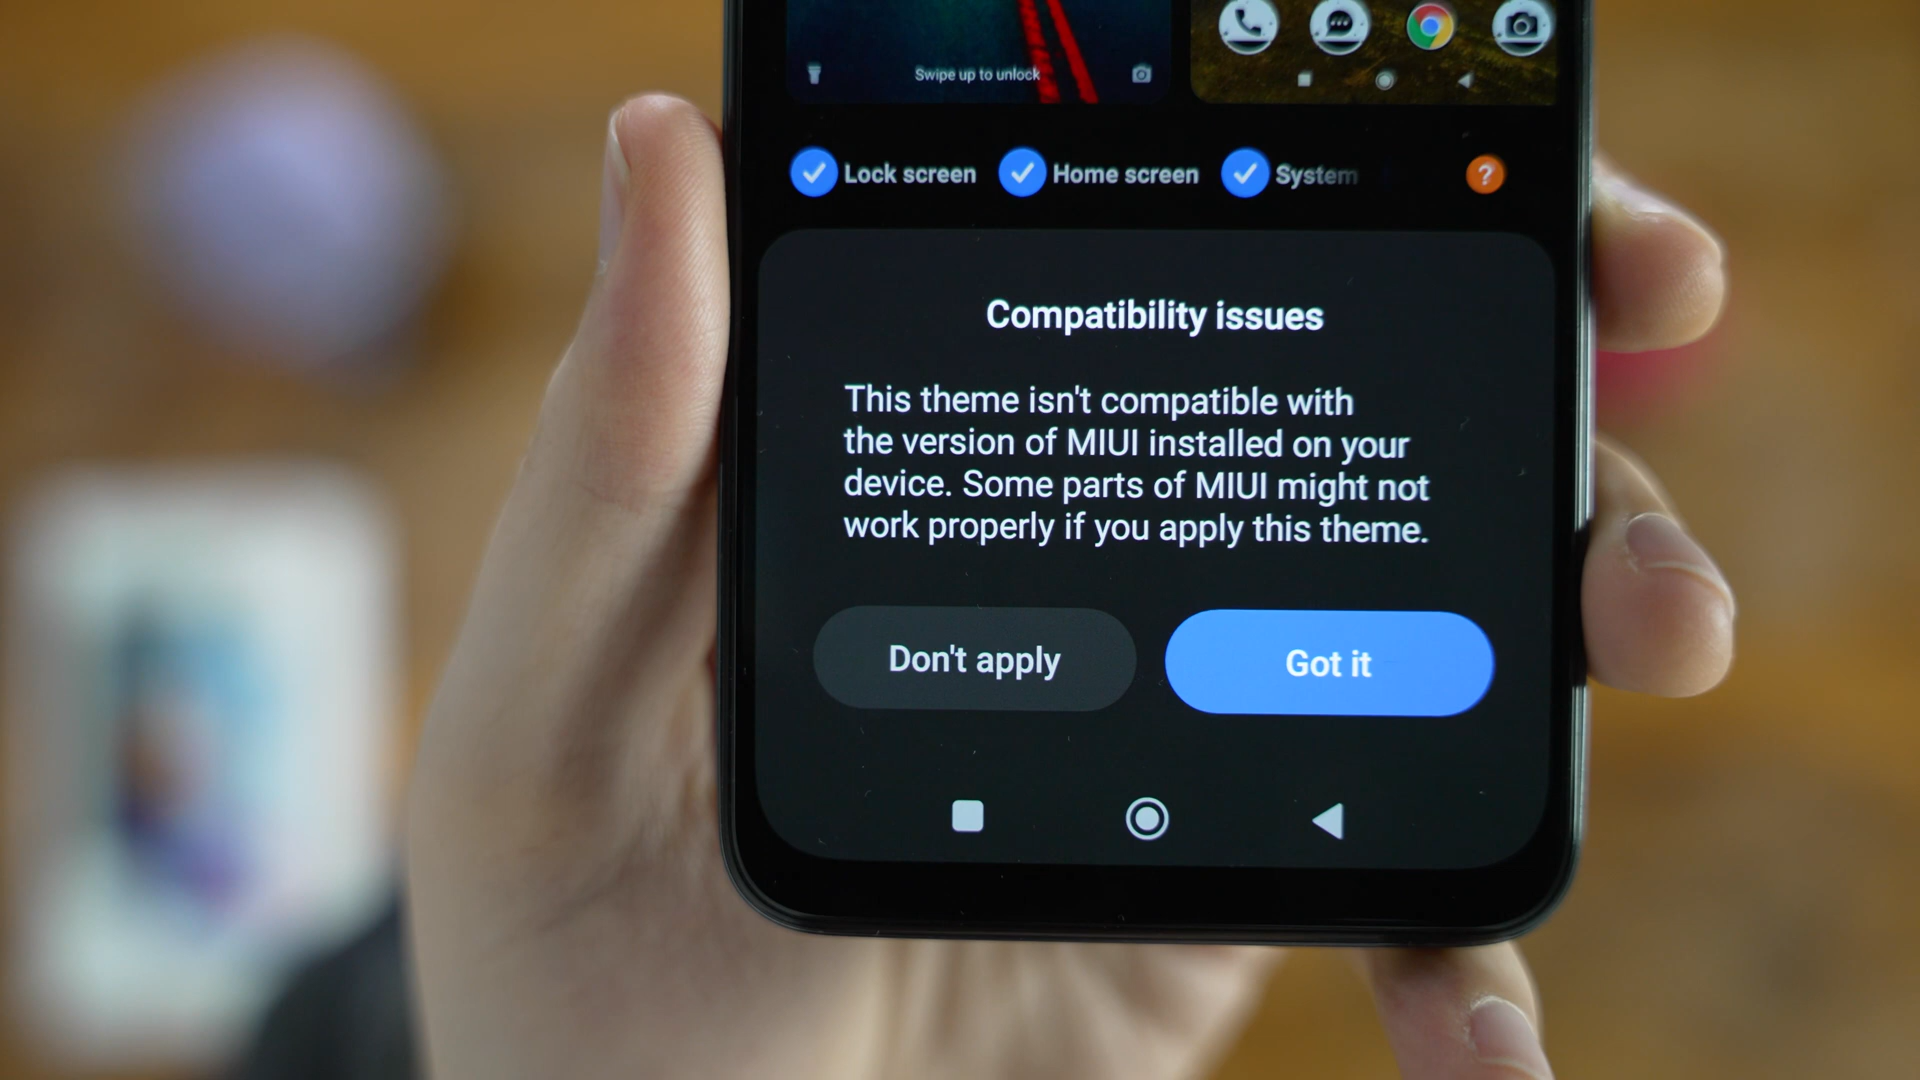 Swipe up to unlock
Lock screen Home screen System ?
Compatibility issues
This theme isn't compatible with
the version of MIUI installed on your
device. Some parts of MIUI might not
work properly if you apply this theme.
Don't apply Got it